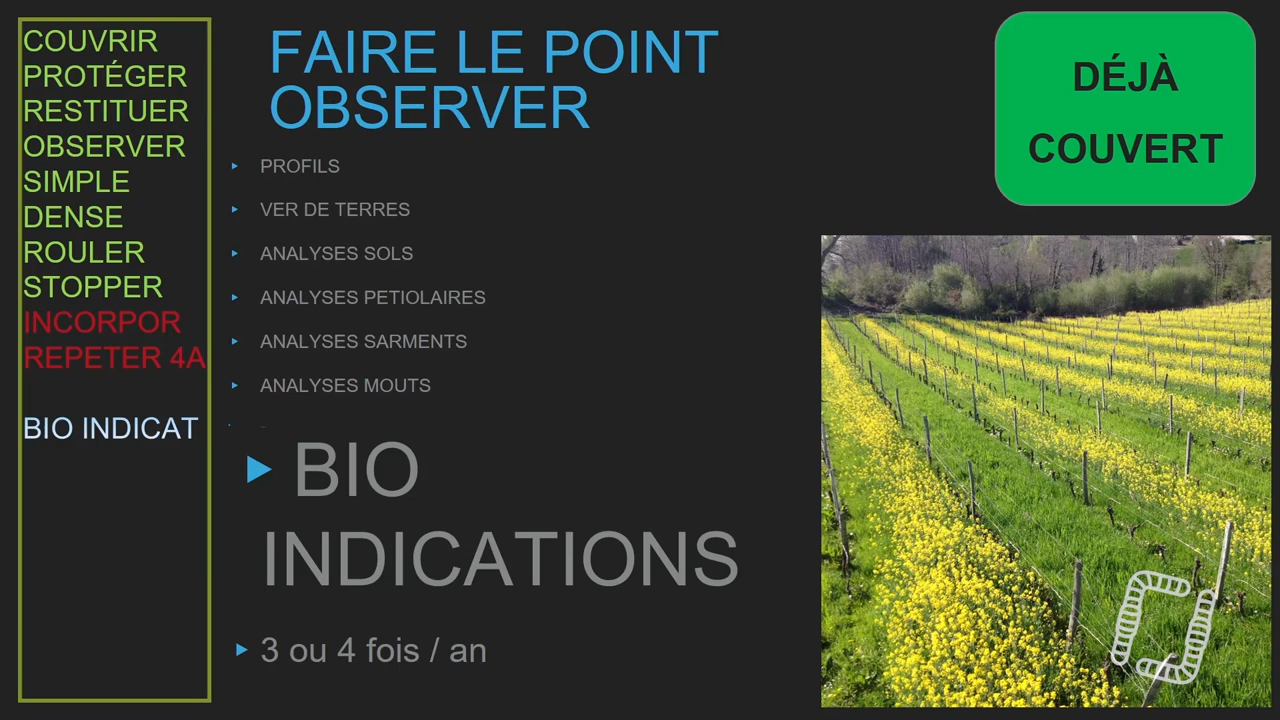 COUVRIR
PROTÉGER
RESTITUER
OBSERVER
SIMPLE
DENSE
ROULER
STOPPER
INCORPOR
REPETER 4A
BIO INDICAT
FAIRE LE POINT
OBSERVER
PROFILS
VER DE TERRES
ANALYSES SOLS
ANALYSES PETIOLAIRES
ANALYSES SARMENTS
ANALYSES MOUTS
BIO
INDICATIONS
3 ou 4 fois / an
DÉJÀ
COUVERT